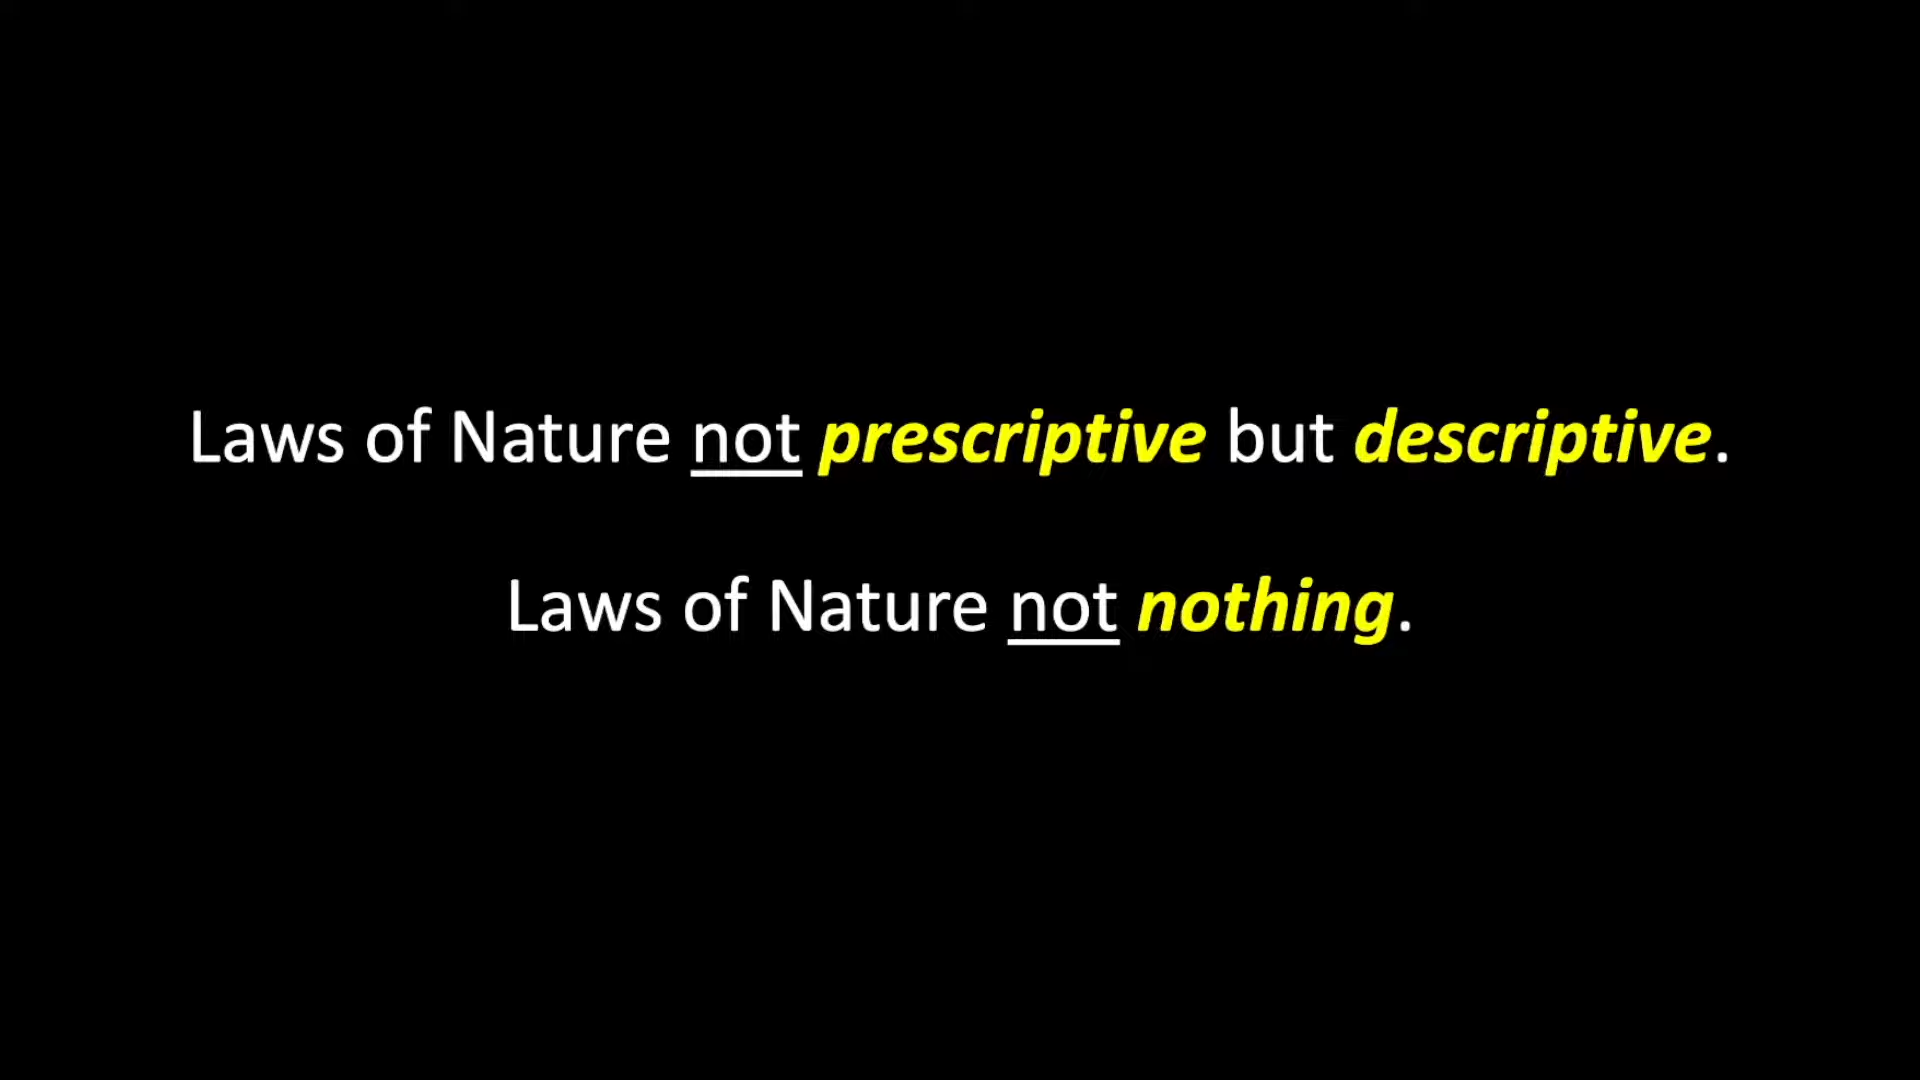 Laws of Nature not prescriptive but descriptive.
Laws of Nature not nothing.